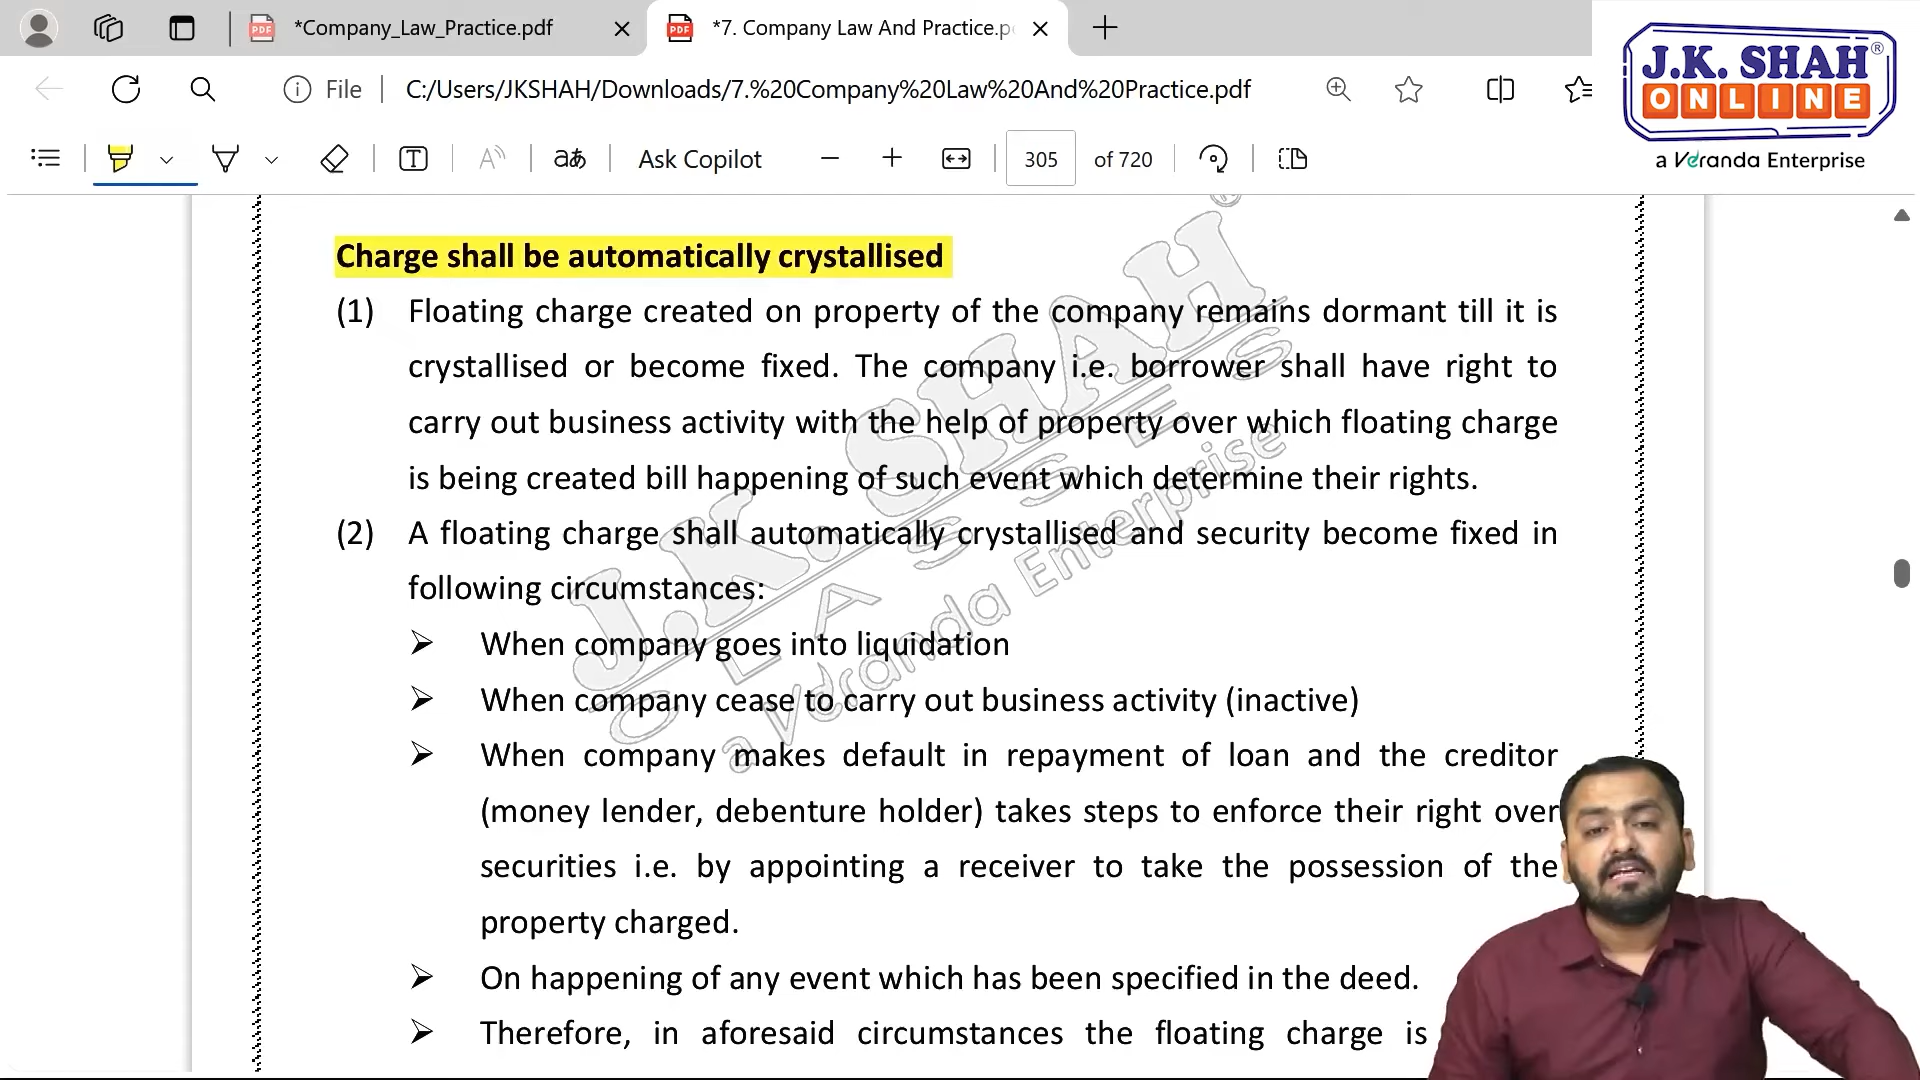 *Company_Law_Practice.pdf
*7. Company Law And Practice.p
File
C:/Users/JKSHAH/Downloads/7.%20Company%20Law%20And%20Practice.pdf
J.K. SHAH®
ONLINE
a Veranda Enterprise
aあ
Ask Copilot
305 of 720
Charge shall be automatically crystallised
(1) Floating charge created on property of the company remains dormant till it is
crystallised or become fixed. The company i.e. borrower shall have right to
carry out business activity with the help of property over which floating charge
is being created bill happening of such event which determine their rights.
(2) A floating charge shall automatically crystallised and security become fixed in
following circumstances:
➢ When company goes into liquidation
➢ When company cease to carry out business activity (inactive)
➢ When company makes default in repayment of loan and the creditor
(money lender, debenture holder) takes steps to enforce their right over
securities i.e. by appointing a receiver to take the possession of the
property charged.
➢ On happening of any event which has been specified in the deed.
➢ Therefore, in aforesaid circumstances the floating charge is
J.K. SHAH®
CLASSES
a Veranda Enterprise